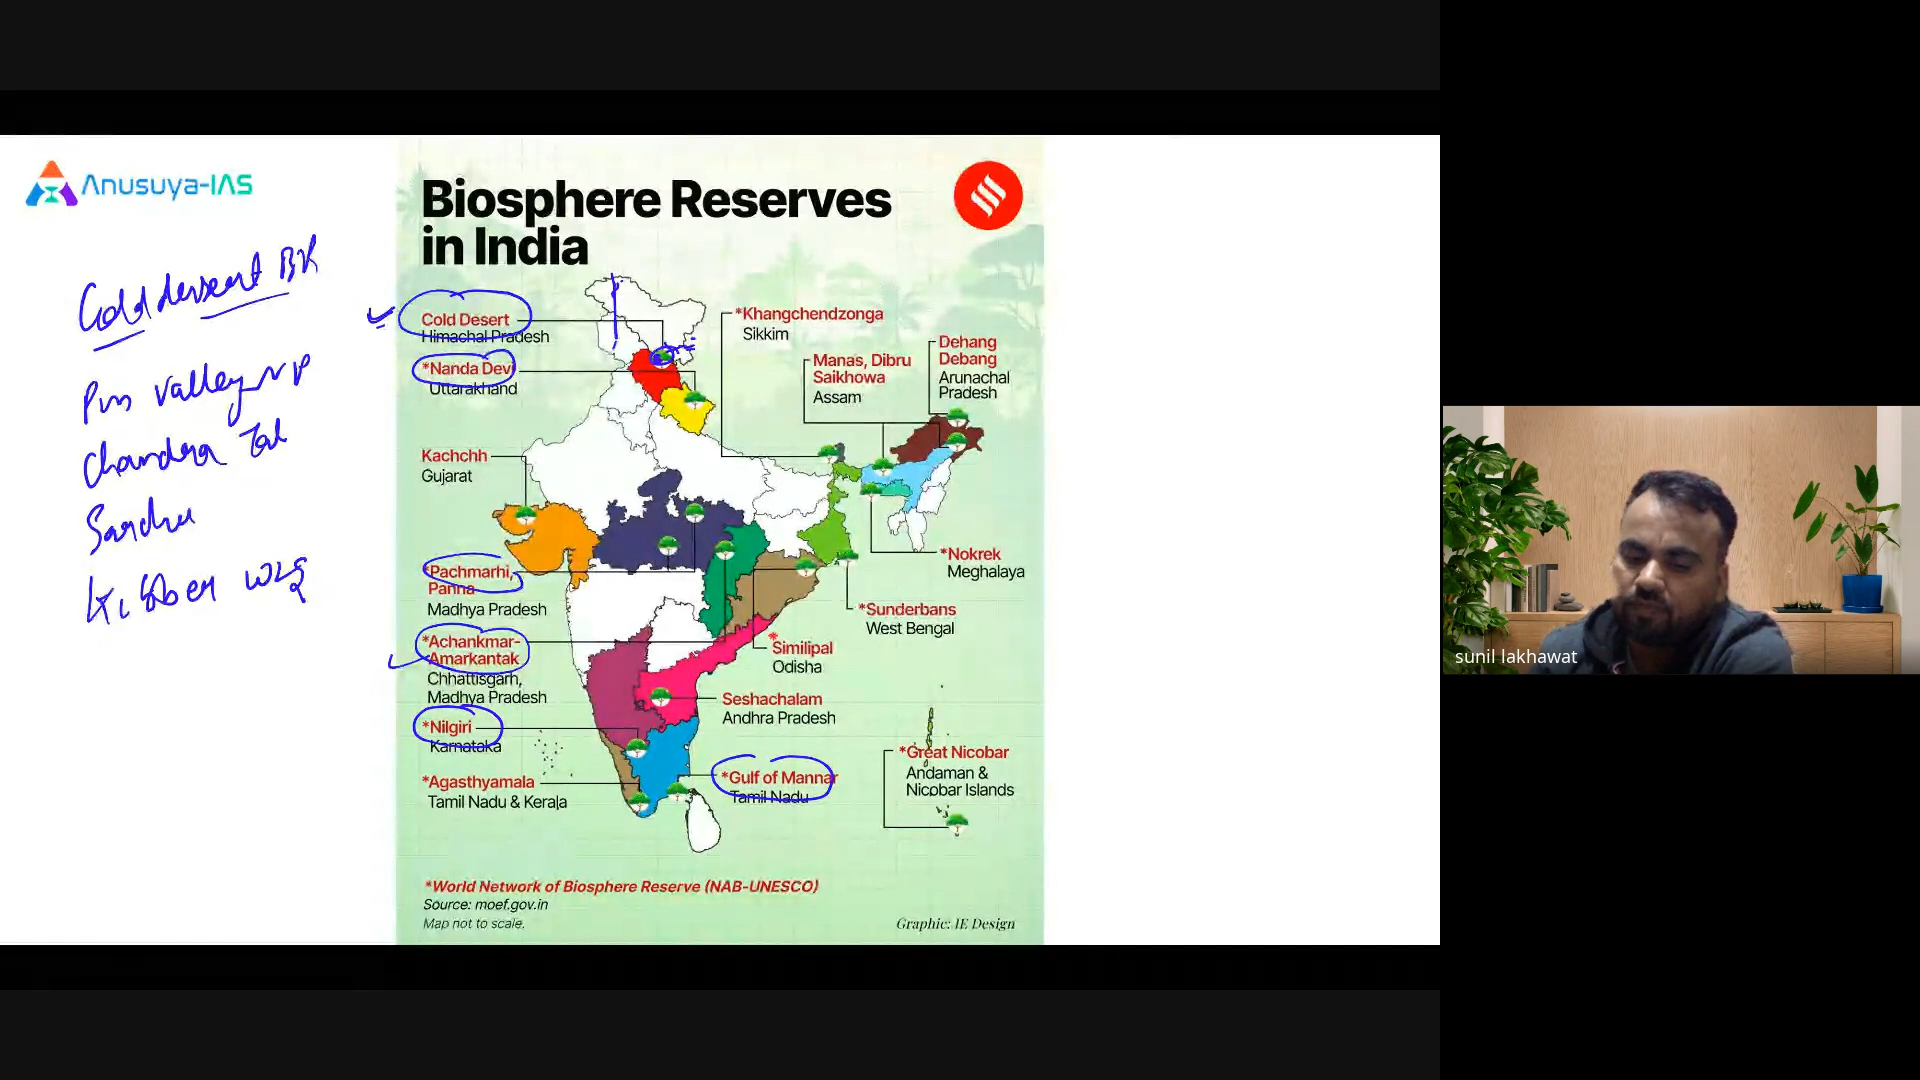 Anusuya-IAS
Cold dessert BR
Pin valley NP
Chandra Tal
Sarchu
Kibber WLS
Biosphere Reserves
in India
Cold Desert
Himachal Pradesh
*Nanda Devi
Uttarakhand
Kachchh
Gujarat
*Pachmarhi,
Panna
Madhya Pradesh
*Achankmar-
Amarkantak
Chhattisgarh,
Madhya Pradesh
*Nilgiri
Karnataka
*Agasthyamala
Tamil Nadu & Kerala
*Khangchendzonga
Sikkim
Manas, Dibru
Saikhowa
Assam
Dehang
Debang
Arunachal
Pradesh
*Nokrek
Meghalaya
*Sunderbans
West Bengal
*
Similipal
Odisha
Seshachalam
Andhra Pradesh
*Gulf of Mannar
Tamil Nadu
*Great Nicobar
Andaman &
Nicobar Islands
*World Network of Biosphere Reserve (NAB-UNESCO)
Source: moef.gov.in
Map not to scale.
Graphic: IE Design
sunil lakhawat